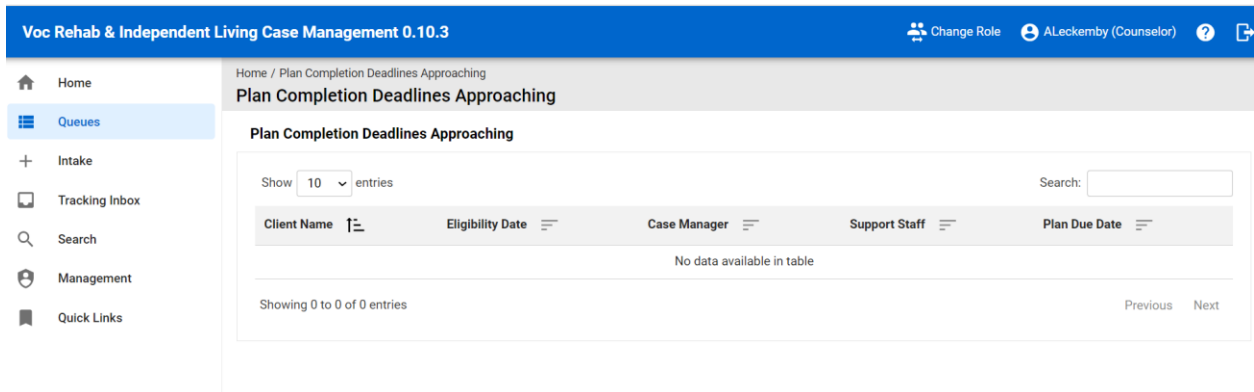 Voc Rehab & Independent Living Case Management 0.10.3
Change Role
ALeckemby (Counselor)
?
Home
Queues
Intake
Tracking Inbox
Search
Management
Quick Links
Home / Plan Completion Deadlines Approaching
Plan Completion Deadlines Approaching
Plan Completion Deadlines Approaching
Show 10 entries
Search:
Client Name Eligibility Date Case Manager Support Staff Plan Due Date
No data available in table
Showing 0 to 0 of 0 entries
Previous Next